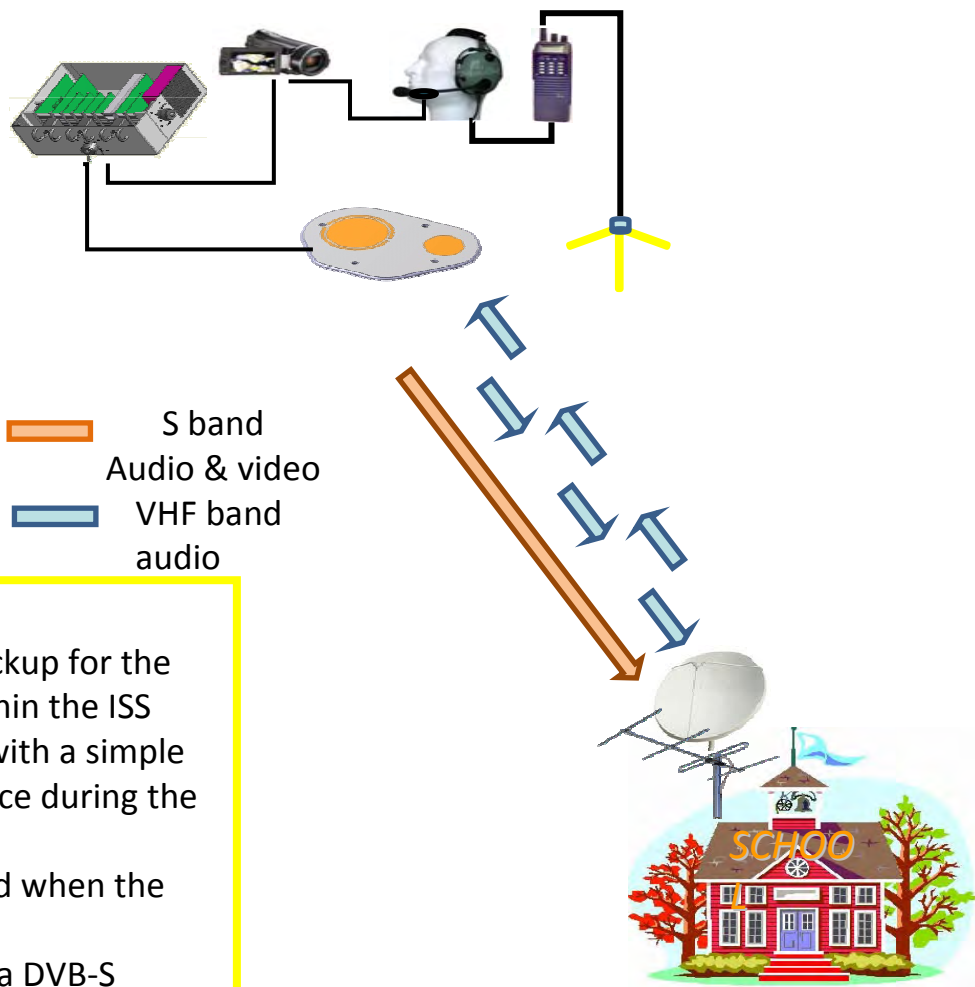 S band
Audio & video
VHF band
audio
ckup for the
hin the ISS
with a simple
ce during the
d when the
a DVB-S
SCHOO
L